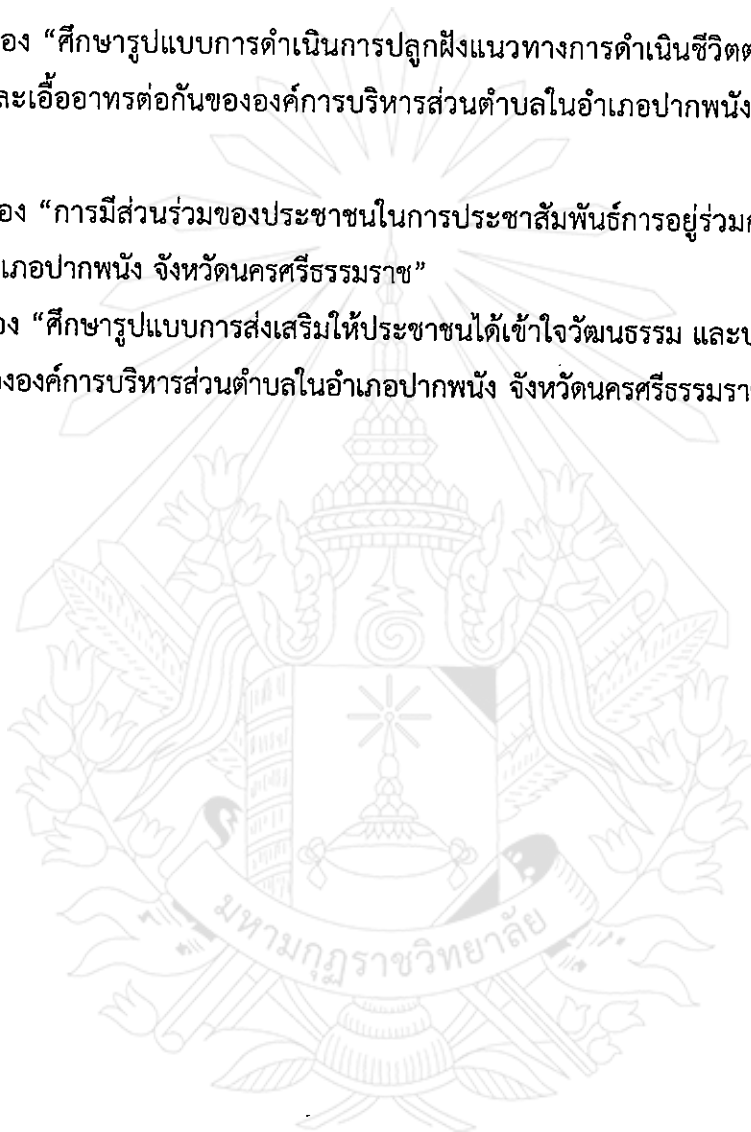 อง “ศึกษารูปแบบการดำเนินการปลูกฝังแนวทางการดำเนินชีวิต
ละเอื้ออาทรต่อกันขององค์การบริหารส่วนตำบลในอำเภอปากพนัง
อง “การมีส่วนร่วมของประชาชนในการประชาสัมพันธ์การอยู่ร่วม
เภอปากพนัง จังหวัดนครศรีธรรมราช”
อง “ศึกษารูปแบบการส่งเสริมให้ประชาชนได้เข้าใจวัฒนธรรม และ
ององค์การบริหารส่วนตำบลในอำเภอปากพนัง จังหวัดนครศรีธรรมรา
มหามกุฏราชวิทยาลัย